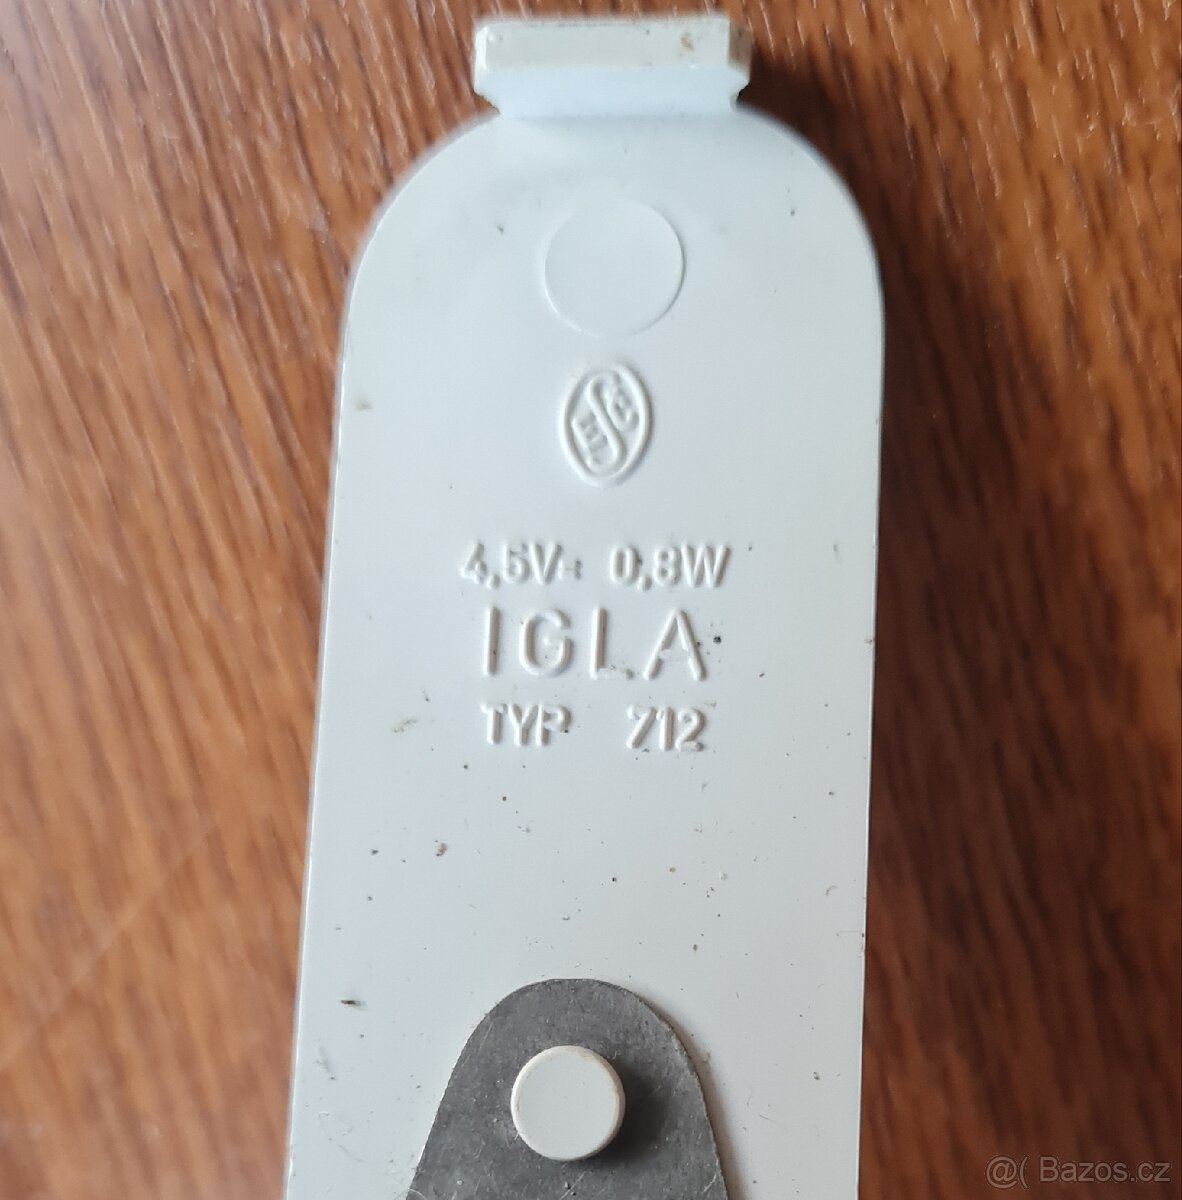 4,5V= 0,8W
IGLA
TYP 712
@( Bazos.cz